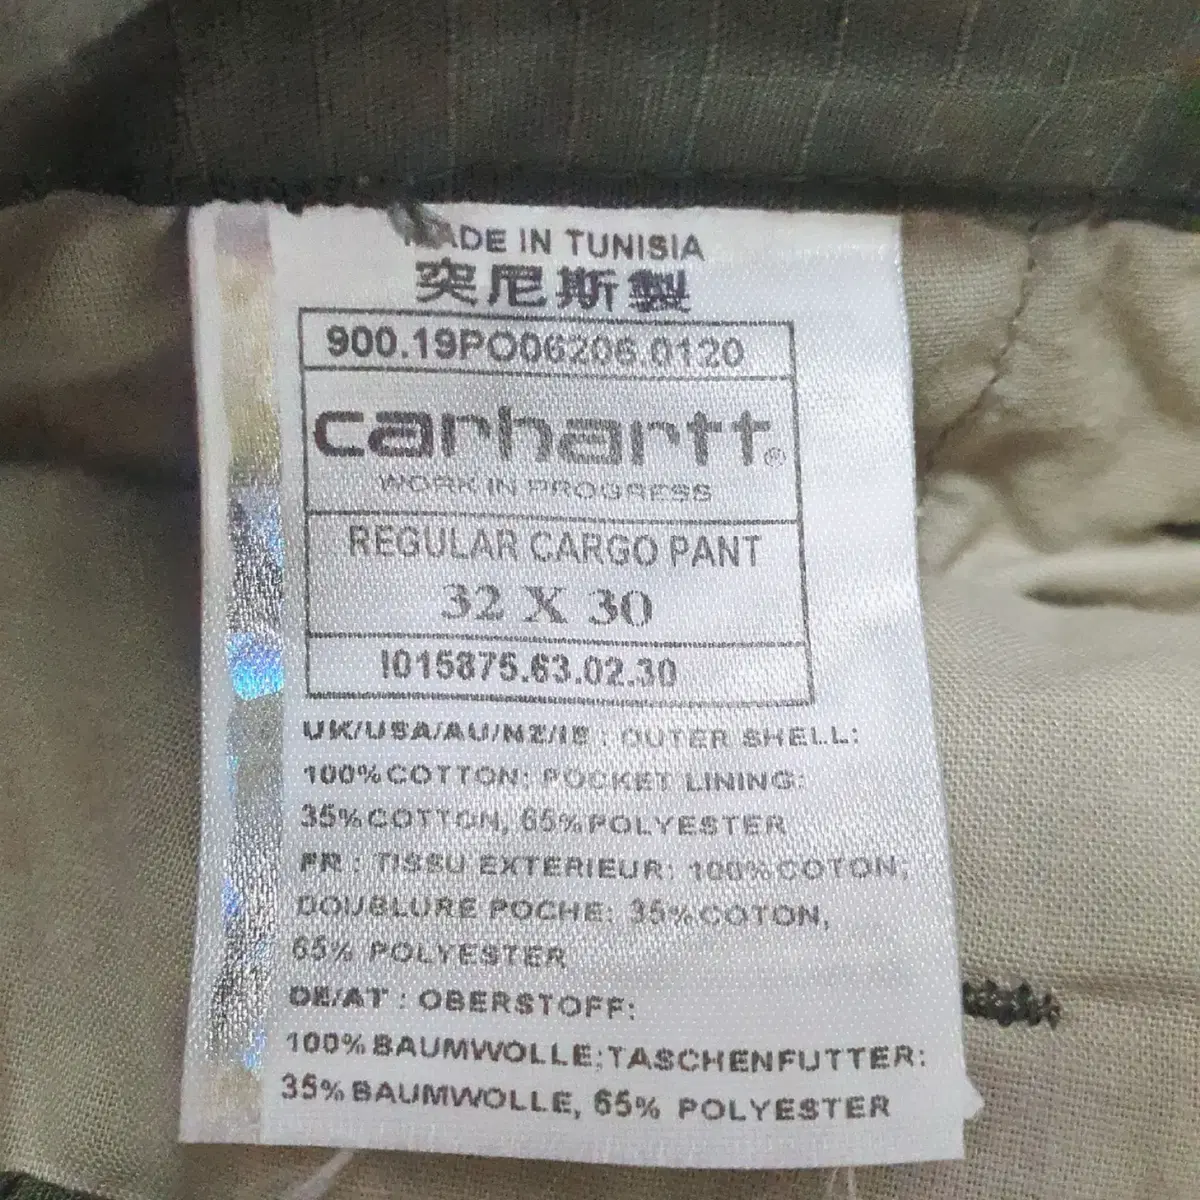 MADE IN TUNISIA
突尼斯製
900.19PO06206.0120
carhartt®
WORK IN PROGRESS
REGULAR CARGO PANT
32 X 30
I015875.63.02.30
UK/USA/AU/NZ/IE : OUTER SHELL:
100% COTTON; POCKET LINING:
35% COTTON, 65% POLYESTER
FR : TISSU EXTERIEUR: 100% COTON;
DOUBLURE POCHE: 35% COTON,
65% POLYESTER
DE/AT : OBERSTOFF:
100% BAUMWOLLE; TASCHENFUTTER:
35% BAUMWOLLE, 65% POLYESTER